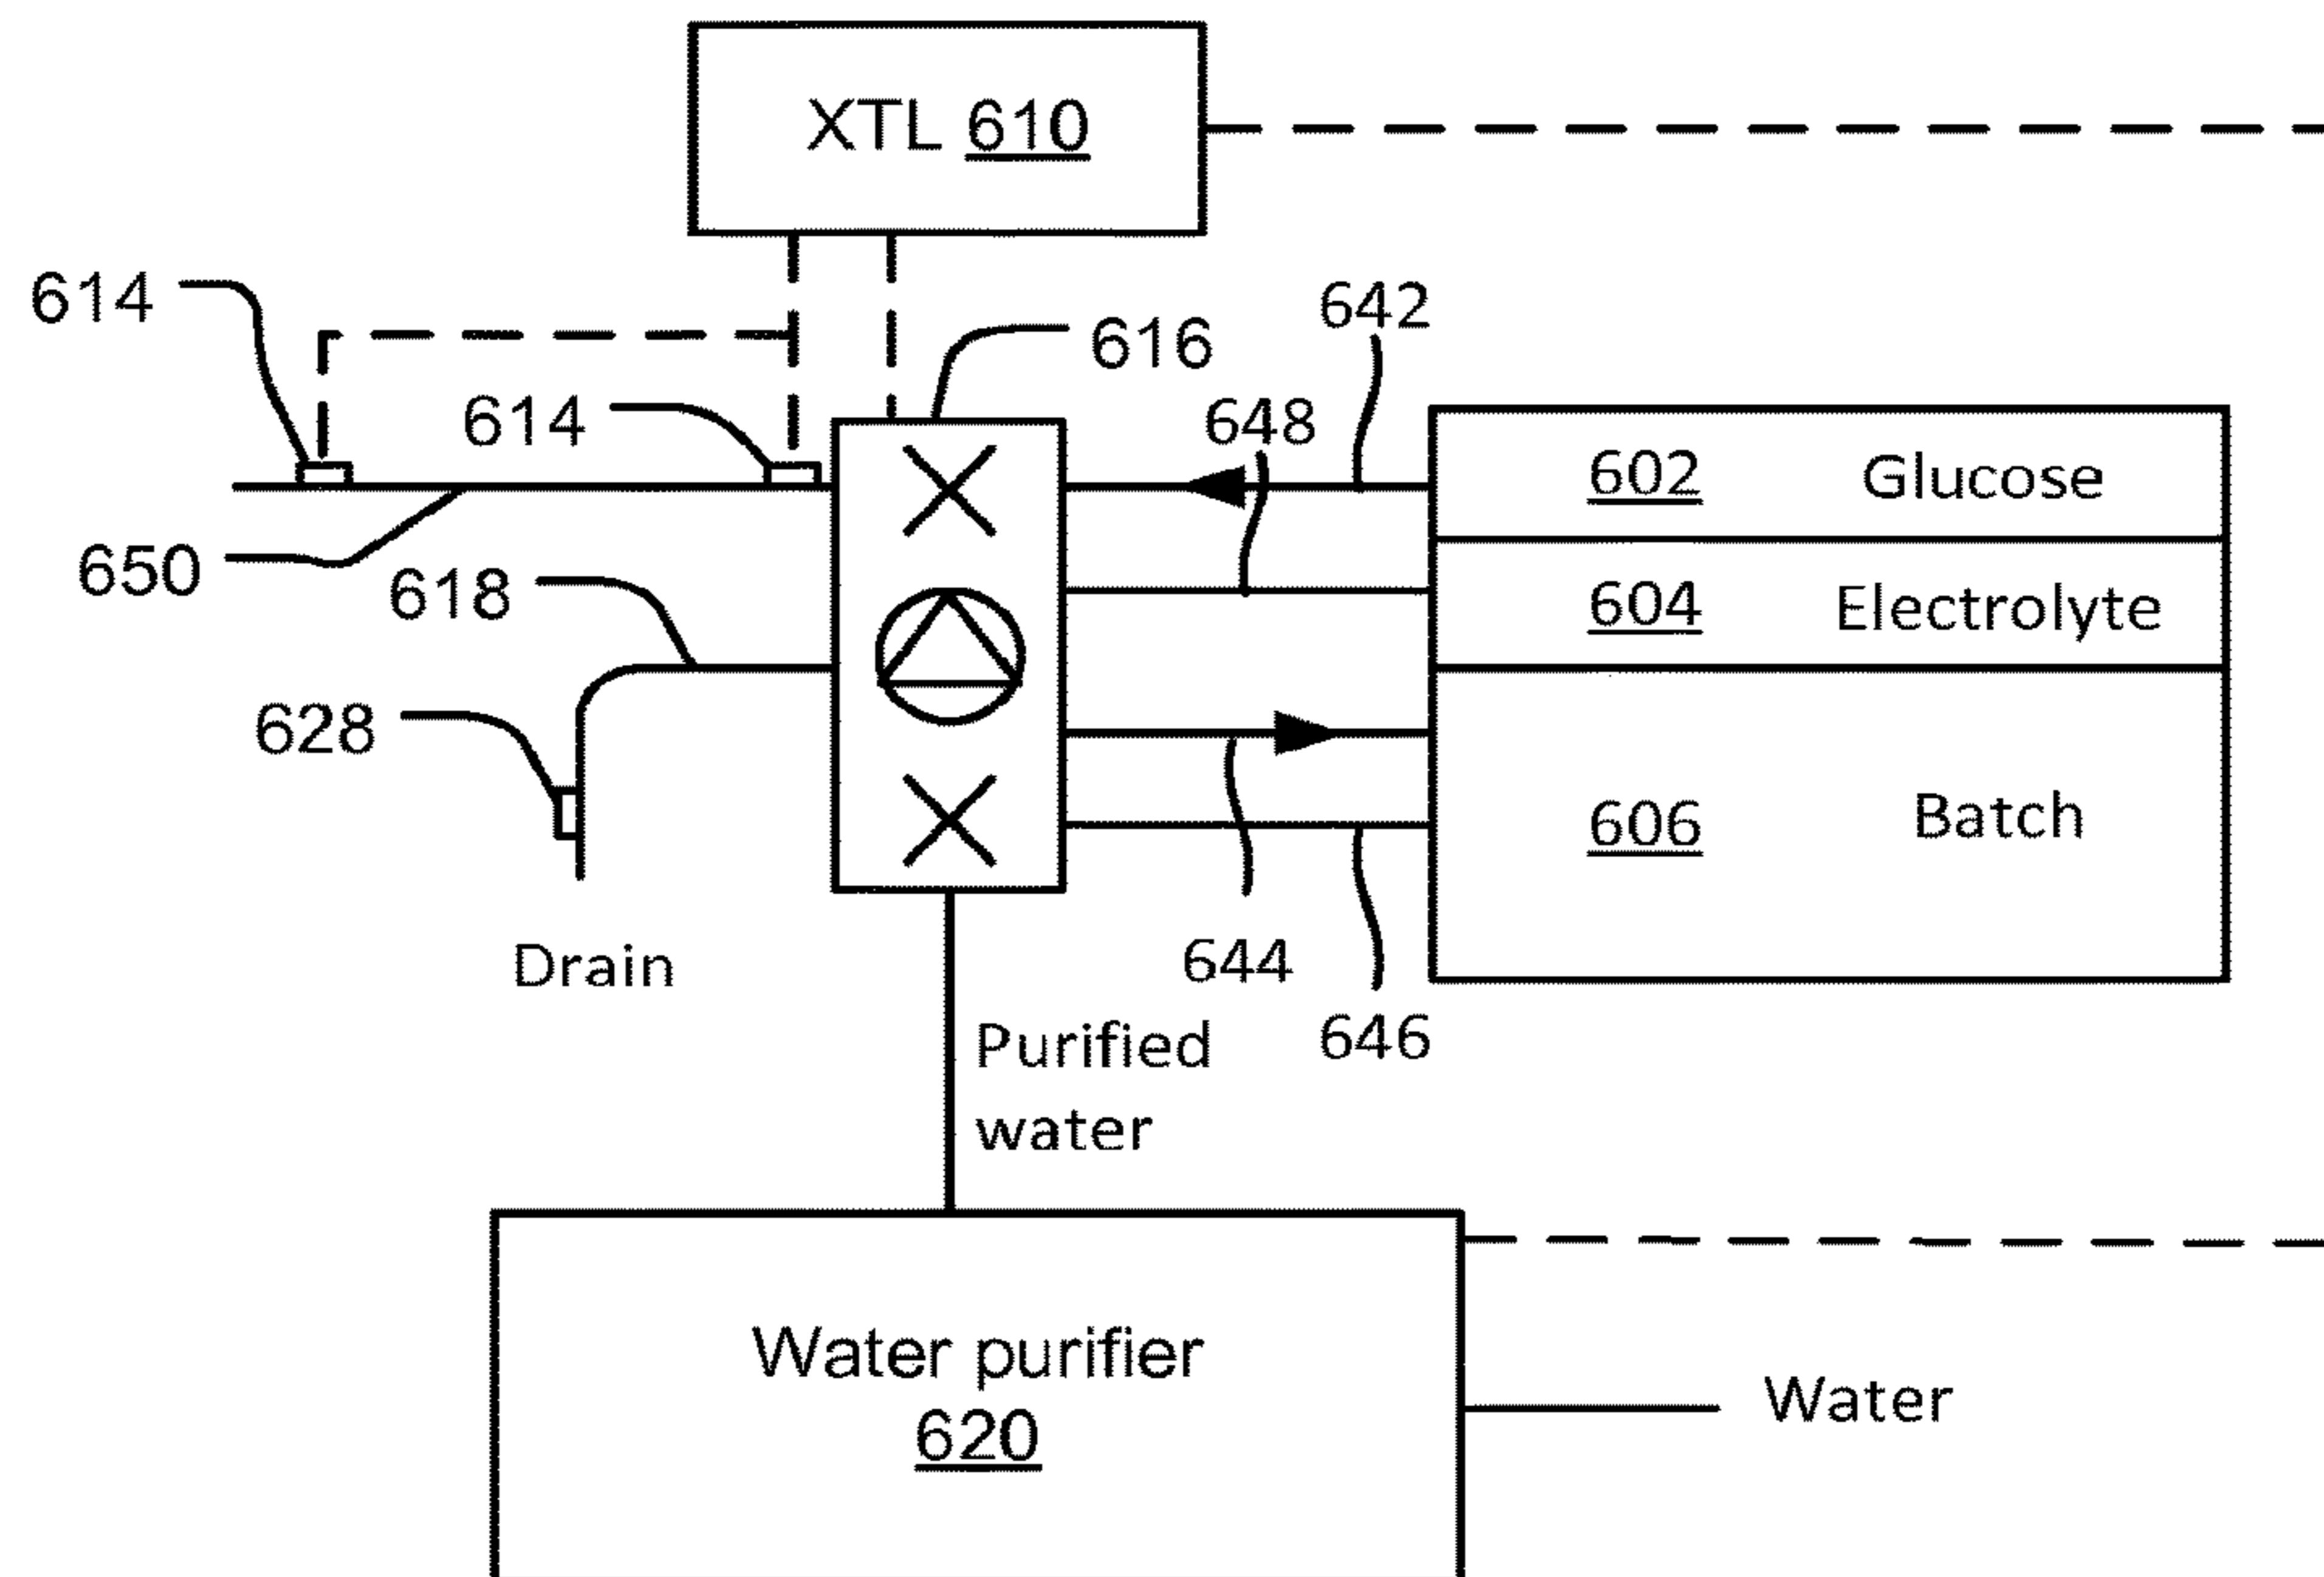 XTL 610
614
616
642
614
648
602 Glucose
650
618
604 Electrolyte
628
606 Batch
Drain
644
646
Purified
water
Water purifier
620
Water